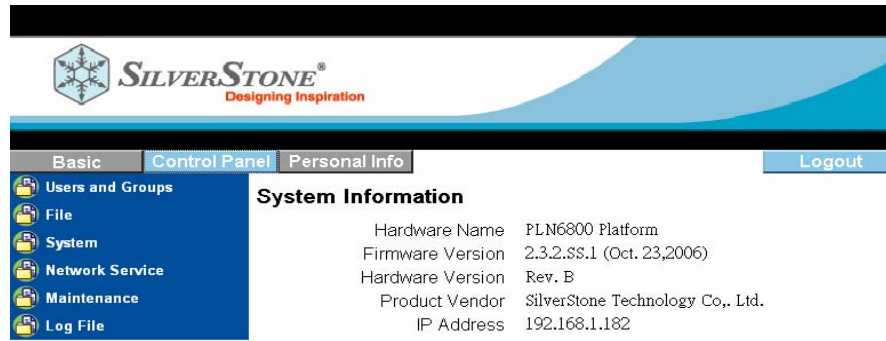 SILVERSTONE®
Designing Inspiration
Basic Control Panel Personal Info Logout
Users and Groups
File
System
Network Service
Maintenance
Log File
System Information
Hardware Name PLN6800 Platform
Firmware Version 2.3.2.SS.1 (Oct. 23,2006)
Hardware Version Rev. B
Product Vendor SilverStone Technology Co,. Ltd.
IP Address 192.168.1.182